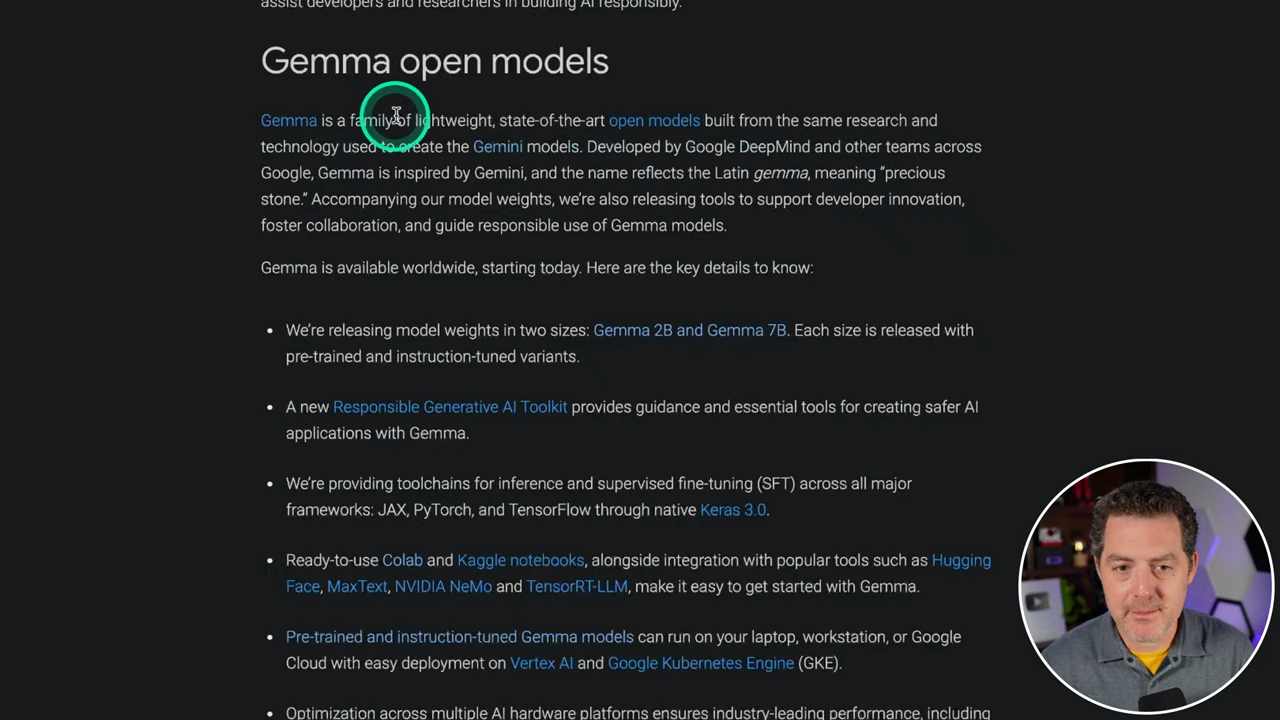 assist developers and researchers in building AI responsibly.
Gemma open models
Gemma is a family of lightweight, state-of-the-art open models built from the same research and
technology used to create the Gemini models. Developed by Google DeepMind and other teams across
Google, Gemma is inspired by Gemini, and the name reflects the Latin gemma, meaning “precious
stone.” Accompanying our model weights, we’re also releasing tools to support developer innovation,
foster collaboration, and guide responsible use of Gemma models.
Gemma is available worldwide, starting today. Here are the key details to know:
• We’re releasing model weights in two sizes: Gemma 2B and Gemma 7B. Each size is released with
pre-trained and instruction-tuned variants.
• A new Responsible Generative AI Toolkit provides guidance and essential tools for creating safer AI
applications with Gemma.
• We’re providing toolchains for inference and supervised fine-tuning (SFT) across all major
frameworks: JAX, PyTorch, and TensorFlow through native Keras 3.0.
• Ready-to-use Colab and Kaggle notebooks, alongside integration with popular tools such as Hugging
Face, MaxText, NVIDIA NeMo and TensorRT-LLM, make it easy to get started with Gemma.
• Pre-trained and instruction-tuned Gemma models can run on your laptop, workstation, or Google
Cloud with easy deployment on Vertex AI and Google Kubernetes Engine (GKE).
• Optimization across multiple AI hardware platforms ensures industry-leading performance, including